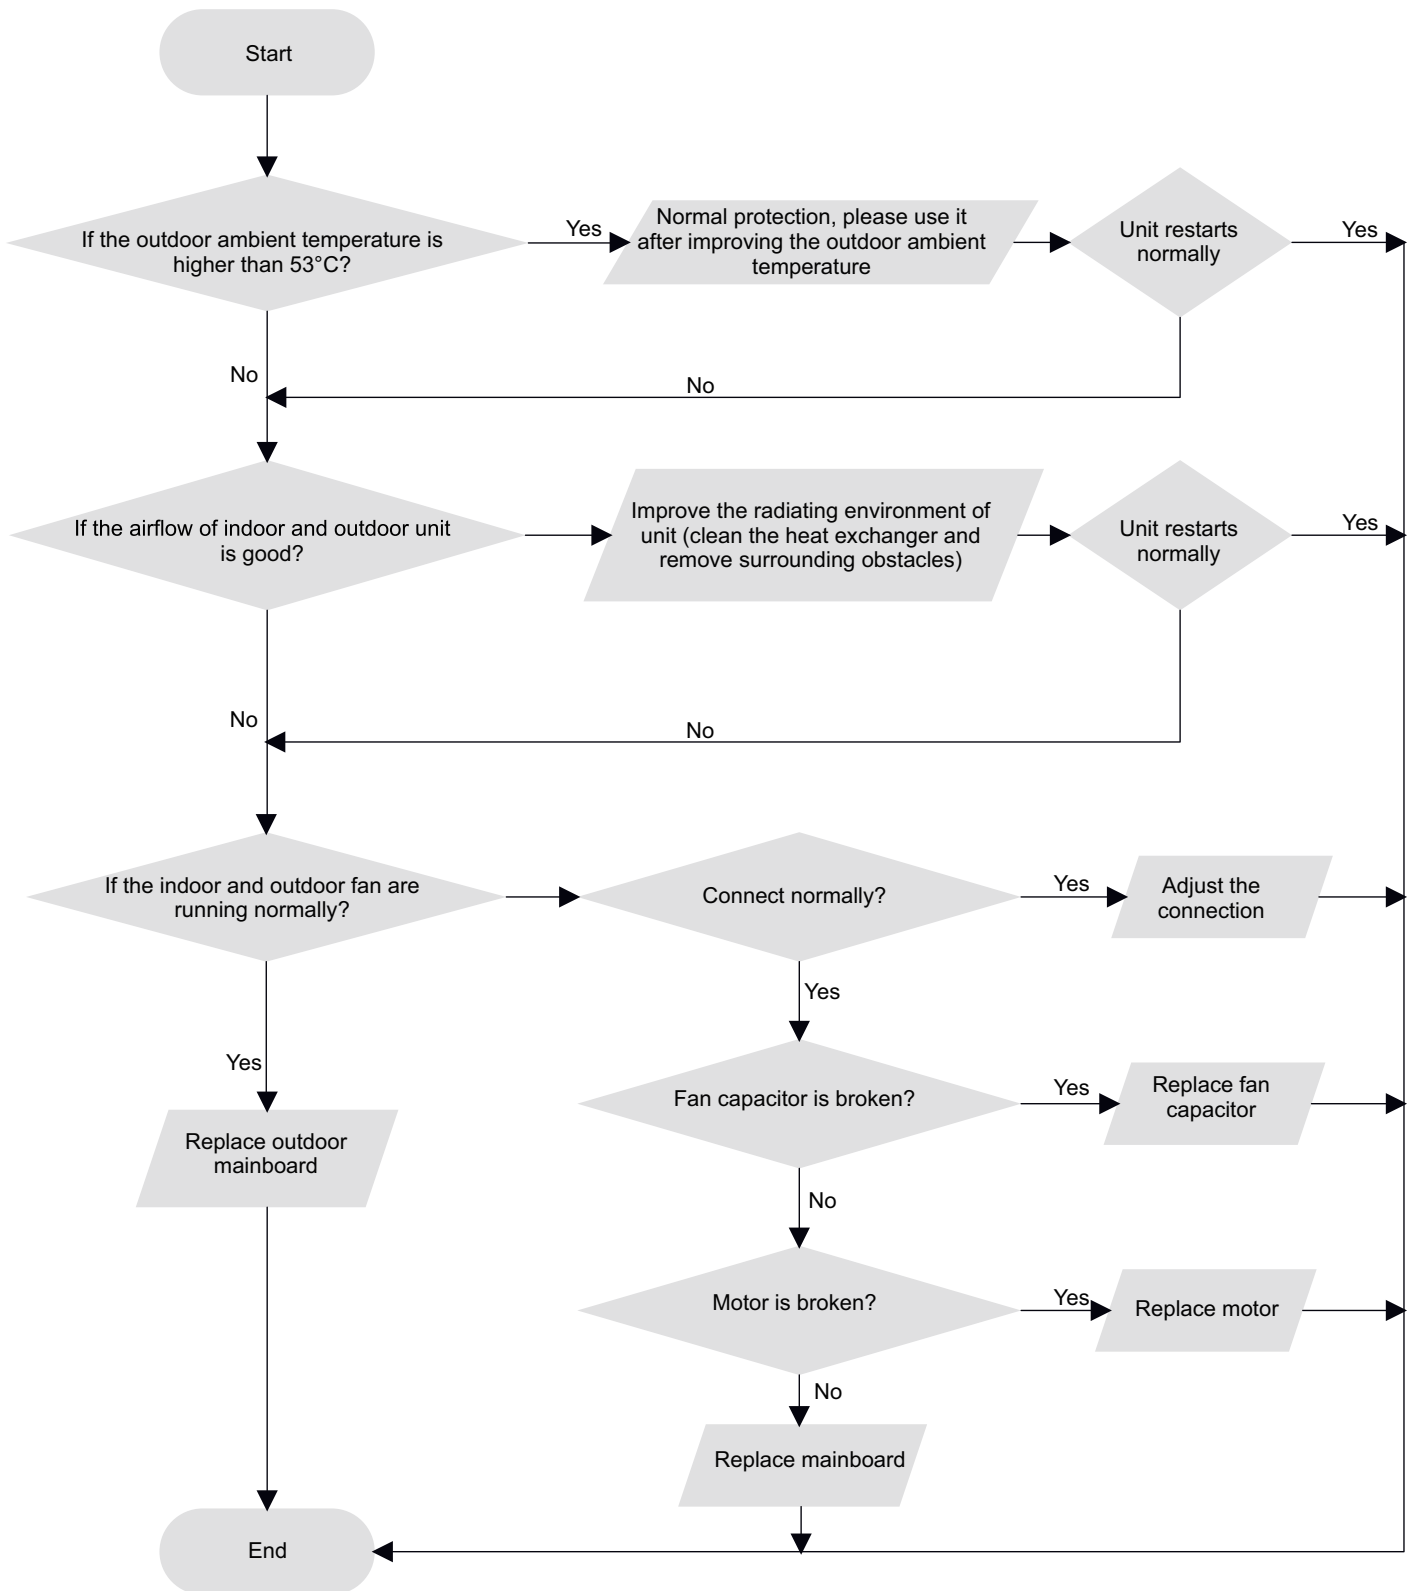 Start
If the outdoor ambient temperature is
higher than 53°C?
Yes
Normal protection, please use it
after improving the outdoor ambient
temperature
Unit restarts
normally
Yes
No
No
If the airflow of indoor and outdoor unit
is good?
Improve the radiating environment of
unit (clean the heat exchanger and
remove surrounding obstacles)
Unit restarts
normally
Yes
No
No
If the indoor and outdoor fan are
running normally?
Connect normally?
Yes
Adjust the
connection
Yes
Yes
Fan capacitor is broken?
Yes
Replace fan
capacitor
Replace outdoor
mainboard
No
Motor is broken?
Yes
Replace motor
No
Replace mainboard
End